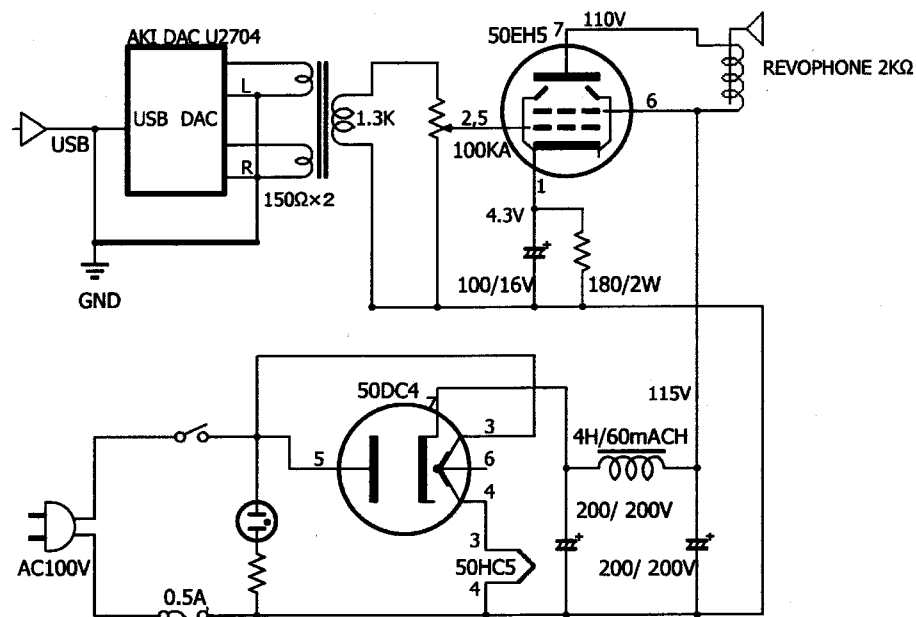 AKI DAC U2704
USB DAC
L
R
USB
GND
150Ω×2
1.3K
100KA
2,5
50EH5
7
110V
6
1
REVOPHONE 2KΩ
4.3V
100/16V
+
180/2W
115V
50DC4
7
5
3
6
4
3
50HC5
4
4H/60mACH
200/ 200V
+
200/ 200V
+
AC100V
0.5A